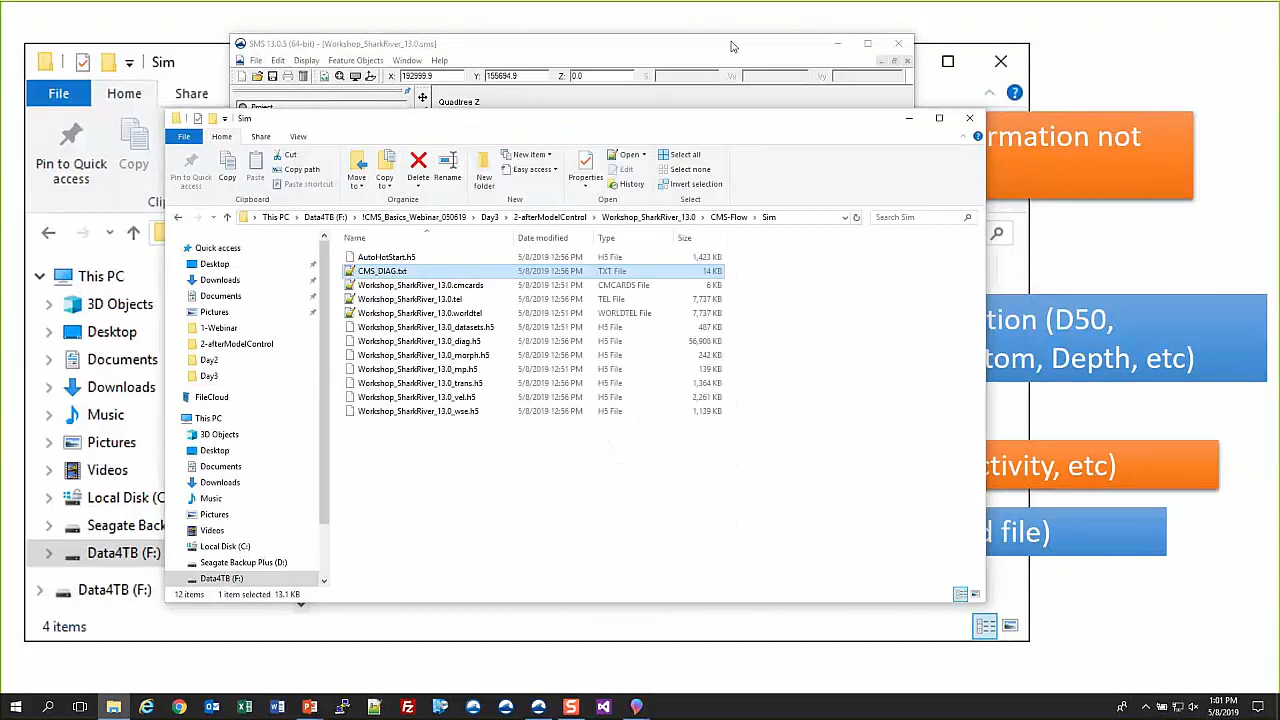 SMS 13.0.5 (64-bit) - [Workshop_SharkRiver_13.0.sms]
File Edit Display Feature Objects Window Help
X: 192999.9 Y: 155694.9 Z: 0.0 S: Vx Vy
Project
Quadtree Z
Sim
File Home Share
Pin to Quick access
Copy
This PC
3D Objects
Desktop
Documents
Downloads
Music
Pictures
Videos
Local Disk (C
Seagate Back
Data4TB (F:)
Data4TB (F:)
4 items
Sim
File Home Share View
Pin to Quick access
Copy
Paste
Cut
Copy path
Paste shortcut
Clipboard
Move to
Copy to
Delete
Rename
Organize
New folder
New item
Easy access
New
Properties
Open
Edit
History
Open
Select all
Select none
Invert selection
Select
This PC Data4TB (F:) !CMS_Basics_Webinar_050619 Day3 2-afterModelControl Workshop_SharkRiver_13.0 CMS-Flow Sim
Search Sim
Quick access
Desktop
Downloads
Documents
Pictures
1-Webinar
2-afterModelControl
Day2
Day3
FileCloud
This PC
3D Objects
Desktop
Documents
Downloads
Music
Pictures
Videos
Local Disk (C:)
Seagate Backup Plus (D:)
Data4TB (F:)
Name Date modified Type Size
AutoHotStart.h5 5/8/2019 12:56 PM H5 File 1,423 KB
CMS_DIAG.txt 5/8/2019 12:56 PM TXT File 14 KB
Workshop_SharkRiver_13.0.cmcards 5/8/2019 12:51 PM CMCARDS File 6 KB
Workshop_SharkRiver_13.0.tel 5/8/2019 12:51 PM TEL File 7,737 KB
Workshop_SharkRiver_13.0.worldtel 5/8/2019 12:51 PM WORLDTEL File 7,737 KB
Workshop_SharkRiver_13.0_datasets.h5 5/8/2019 12:51 PM H5 File 487 KB
Workshop_SharkRiver_13.0_diag.h5 5/8/2019 12:56 PM H5 File 56,908 KB
Workshop_SharkRiver_13.0_morph.h5 5/8/2019 12:56 PM H5 File 242 KB
Workshop_SharkRiver_13.0_mp.h5 5/8/2019 12:51 PM H5 File 139 KB
Workshop_SharkRiver_13.0_trans.h5 5/8/2019 12:56 PM H5 File 1,364 KB
Workshop_SharkRiver_13.0_vel.h5 5/8/2019 12:56 PM H5 File 2,261 KB
Workshop_SharkRiver_13.0_wse.h5 5/8/2019 12:56 PM H5 File 1,139 KB
12 items 1 item selected 13.1 KB
rmation not
tion (D50,
tom, Depth, etc)
ctivity, etc)
d file)
1:01 PM
5/8/2019